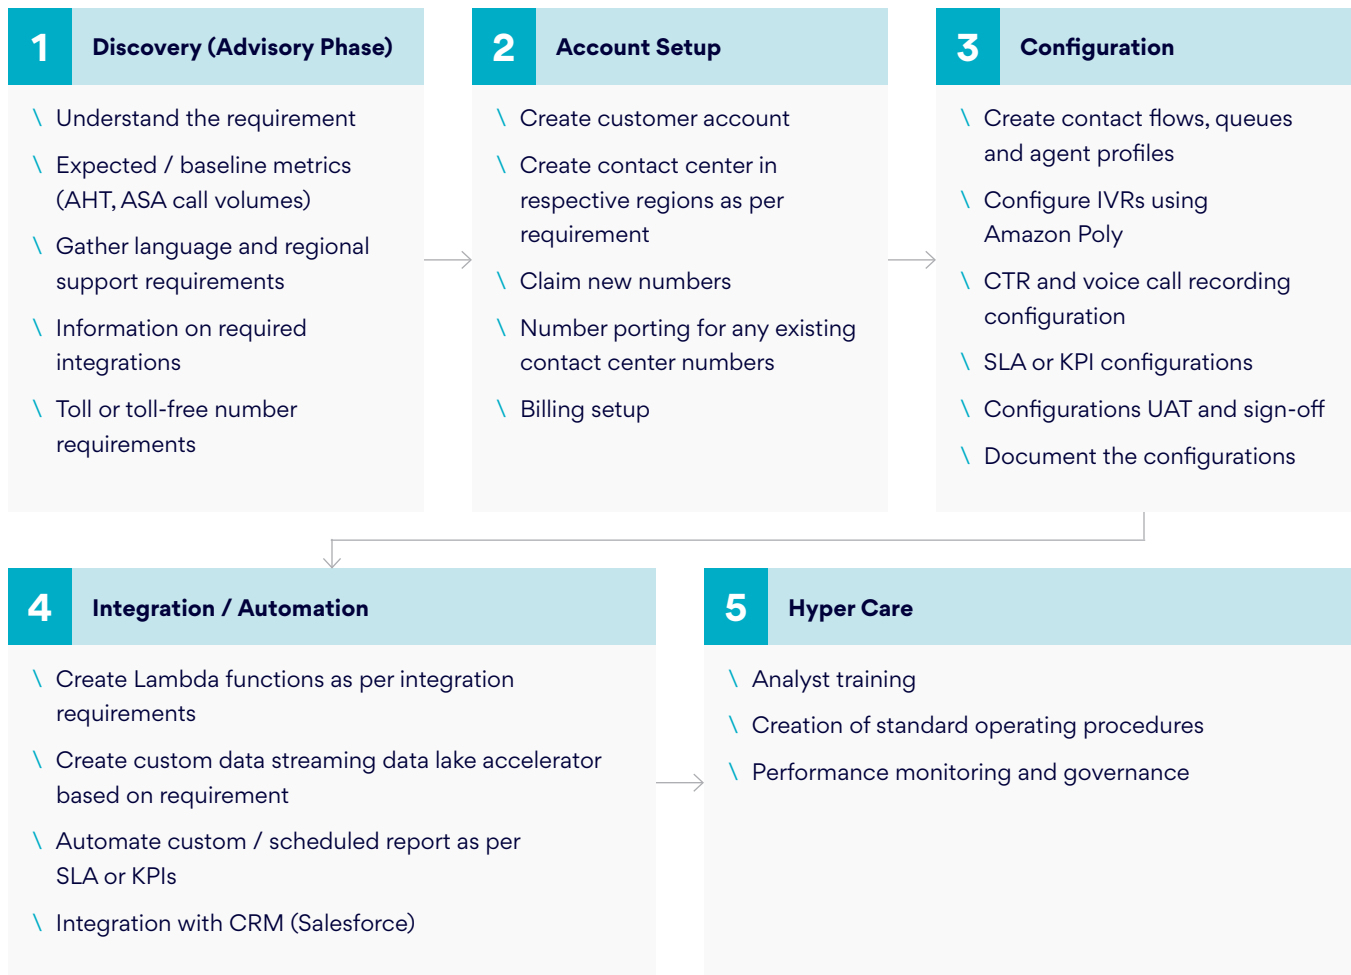 1 Discovery (Advisory Phase)
\ Understand the requirement
\ Expected / baseline metrics
(AHT, ASA call volumes)
\ Gather language and regional
support requirements
\ Information on required
integrations
\ Toll or toll-free number
requirements
2 Account Setup
\ Create customer account
\ Create contact center in
respective regions as per
requirement
\ Claim new numbers
\ Number porting for any existing
contact center numbers
\ Billing setup
3 Configuration
\ Create contact flows, queues
and agent profiles
\ Configure IVRs using
Amazon Poly
\ CTR and voice call recording
configuration
\ SLA or KPI configurations
\ Configurations UAT and sign-off
\ Document the configurations
4 Integration / Automation
\ Create Lambda functions as per integration
requirements
\ Create custom data streaming data lake accelerator
based on requirement
\ Automate custom / scheduled report as per
SLA or KPIs
\ Integration with CRM (Salesforce)
5 Hyper Care
\ Analyst training
\ Creation of standard operating procedures
\ Performance monitoring and governance